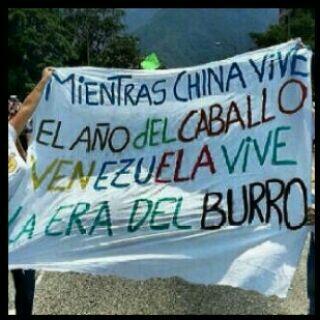 MIENTRAS CHINA VIVE
EL AÑO dEL CABALLO
VENEZUELA VIVE
LA ERA DEL BURRO